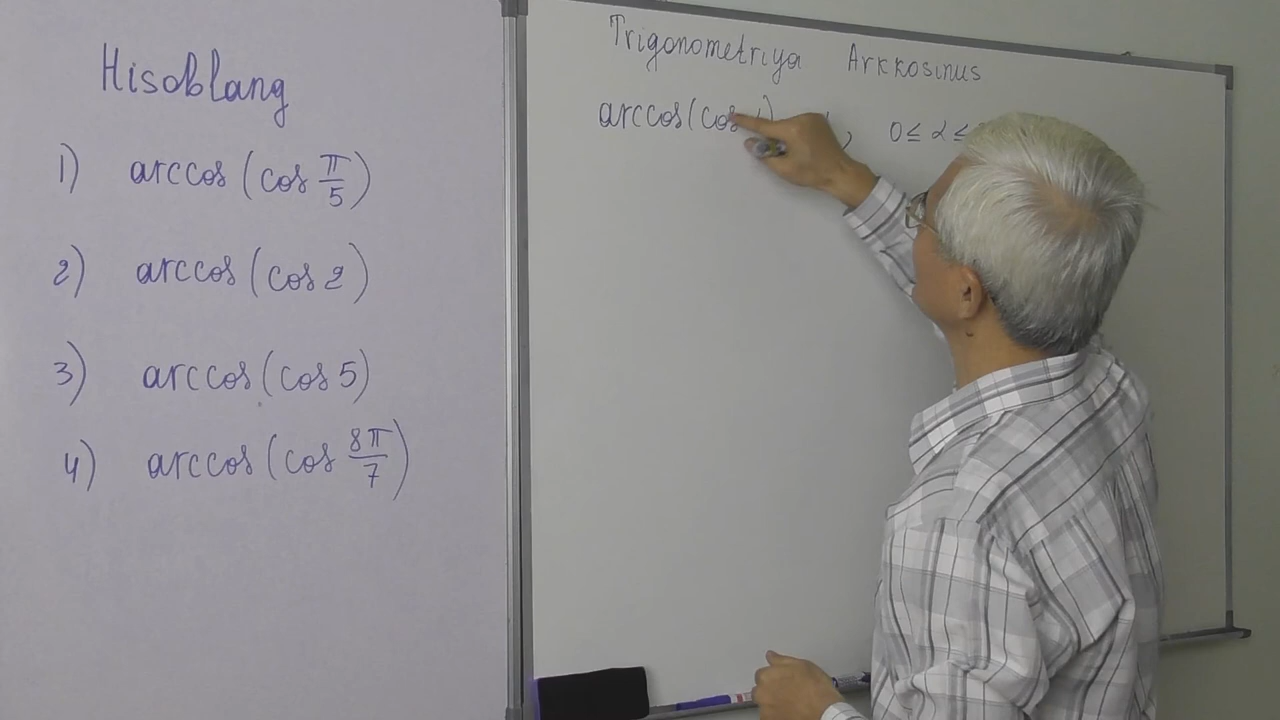 Hisoblang
1) arccos (cos π/5)
2) arccos (cos 2)
3) arccos (cos 5)
4) arccos (cos 8π/7)
Trigonometriya Arkkosinus
arccos (cos ) , 0 ≤ α ≤